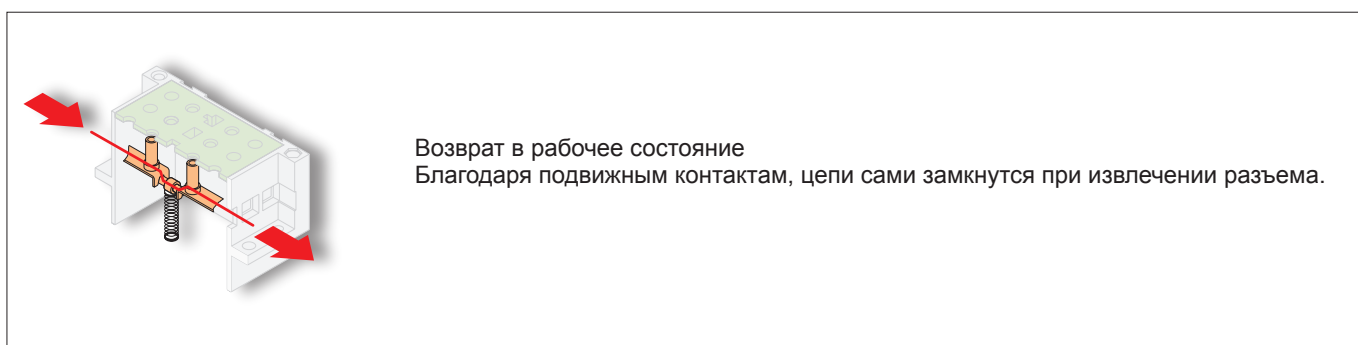 Возврат в рабочее состояние
Благодаря подвижным контактам, цепи сами замкнутся при извлечении разъема.